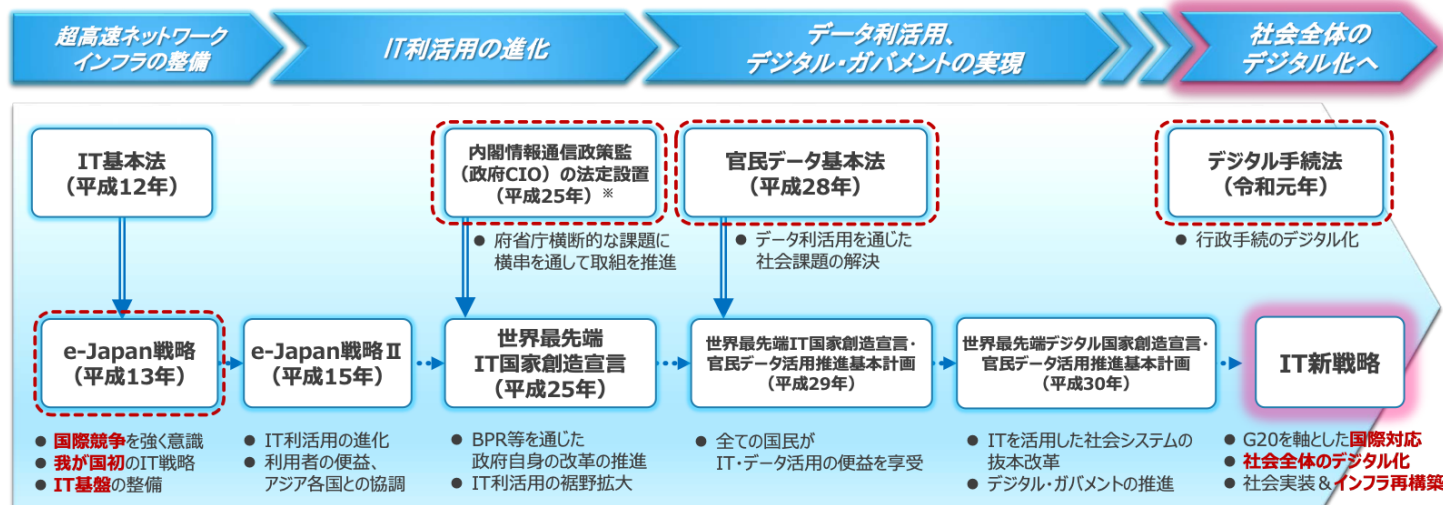 超高速ネットワーク
インフラの整備
IT利活用の進化
データ利活用、
デジタル・ガバメントの実現
社会全体の
デジタル化へ
IT基本法
（平成12年）
内閣情報通信政策監
（政府CIO）の法定設置
（平成25年）※
官民データ基本法
（平成28年）
デジタル手続法
（令和元年）
● 府省庁横断的な課題に
横串を通して取組を推進
● データ利活用を通じた
社会課題の解決
● 行政手続のデジタル化
e-Japan戦略
（平成13年）
e-Japan戦略Ⅱ
（平成15年）
世界最先端
IT国家創造宣言
（平成25年）
世界最先端IT国家創造宣言・
官民データ活用推進基本計画
（平成29年）
世界最先端デジタル国家創造宣言・
官民データ活用推進基本計画
（平成30年）
IT新戦略
● 国際競争を強く意識
● 我が国初のIT戦略
● IT基盤の整備
● IT利活用の進化
● 利用者の便益、
アジア各国との協調
● BPR等を通じた
政府自身の改革の推進
● IT利活用の裾野拡大
● 全ての国民が
IT・データ活用の便益を享受
● ITを活用した社会システムの
抜本改革
● デジタル・ガバメントの推進
● G20を軸とした国際対応
● 社会全体のデジタル化
● 社会実装＆インフラ再構築